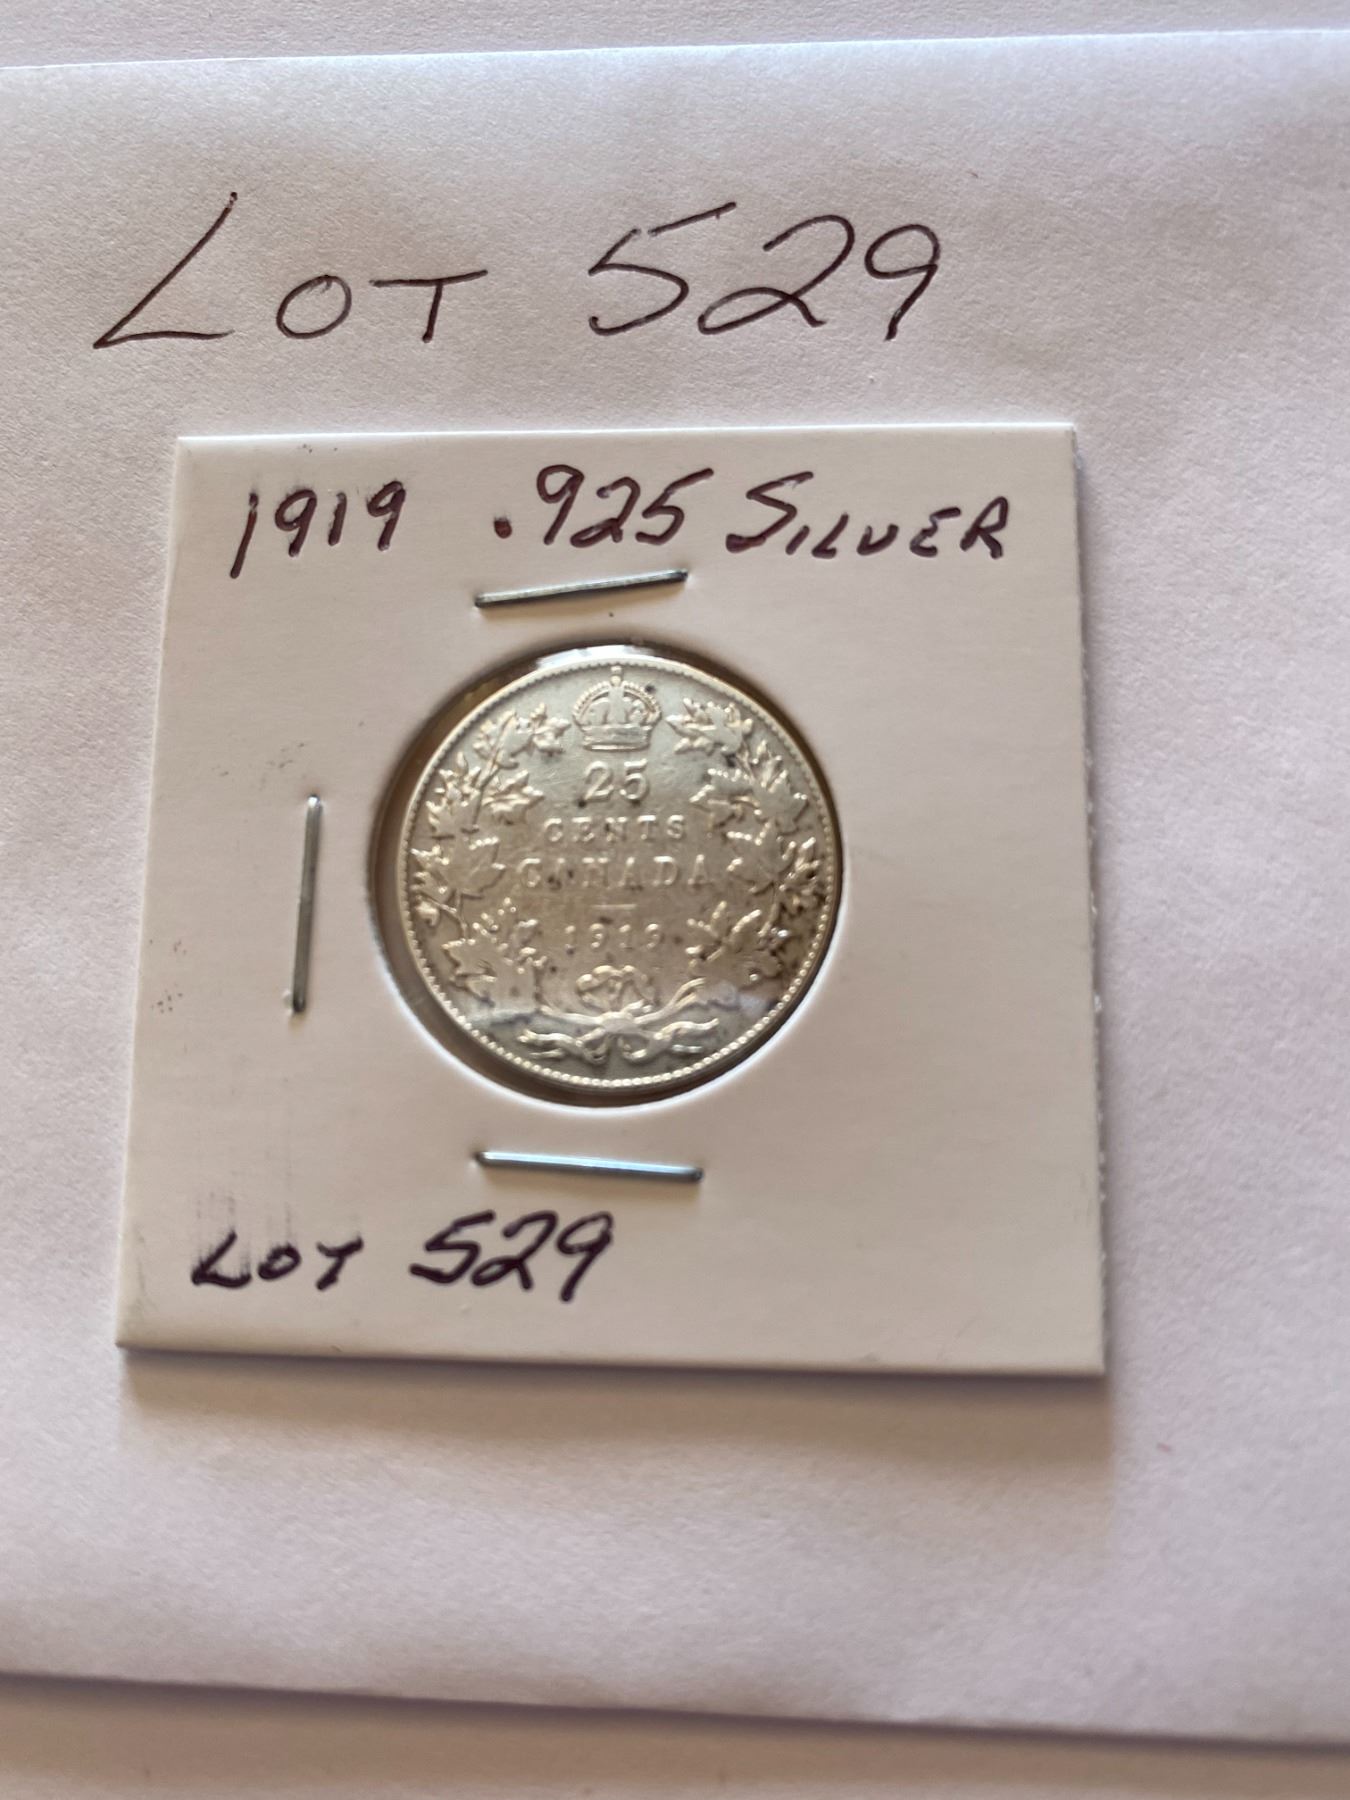 LOT 529
1919 .925 SILVER
25
CENTS
CANADA
1919
LOT 529